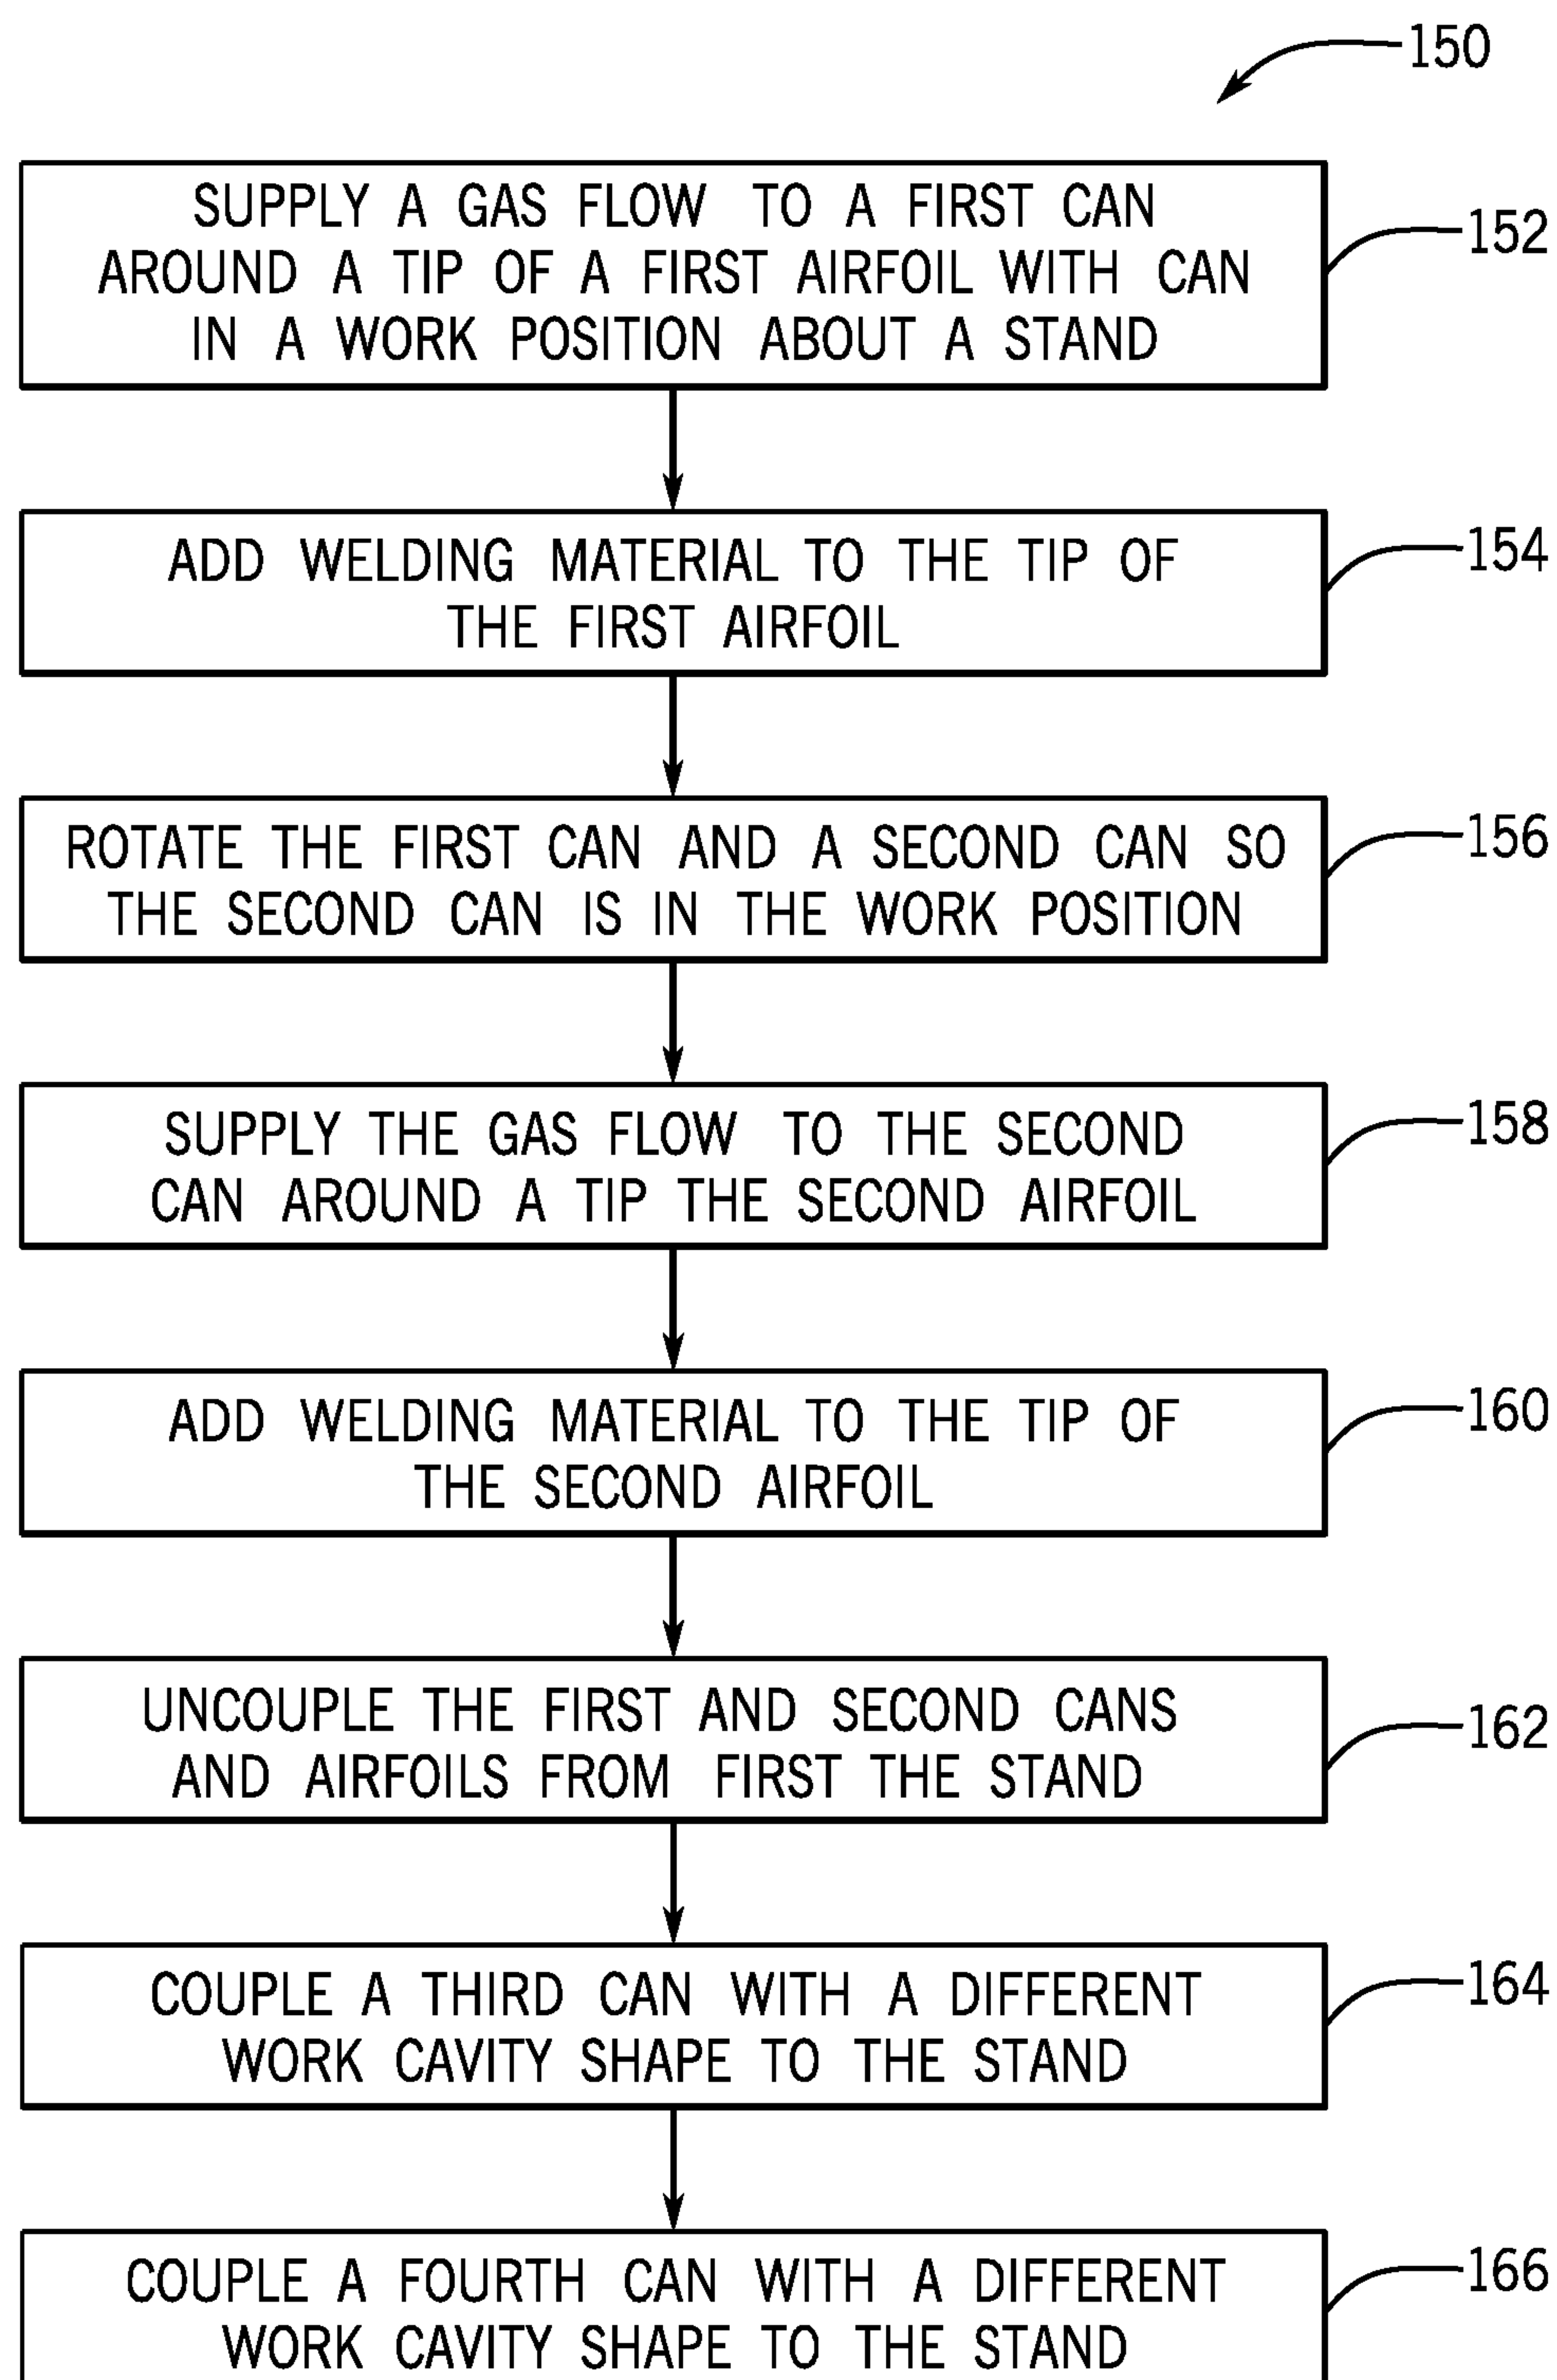 150
SUPPLY A GAS FLOW TO A FIRST CAN
AROUND A TIP OF A FIRST AIRFOIL WITH CAN
IN A WORK POSITION ABOUT A STAND
152
ADD WELDING MATERIAL TO THE TIP OF
THE FIRST AIRFOIL
154
ROTATE THE FIRST CAN AND A SECOND CAN SO
THE SECOND CAN IS IN THE WORK POSITION
156
SUPPLY THE GAS FLOW TO THE SECOND
CAN AROUND A TIP THE SECOND AIRFOIL
158
ADD WELDING MATERIAL TO THE TIP OF
THE SECOND AIRFOIL
160
UNCOUPLE THE FIRST AND SECOND CANS
AND AIRFOILS FROM FIRST THE STAND
162
COUPLE A THIRD CAN WITH A DIFFERENT
WORK CAVITY SHAPE TO THE STAND
164
COUPLE A FOURTH CAN WITH A DIFFERENT
WORK CAVITY SHAPE TO THE STAND
166